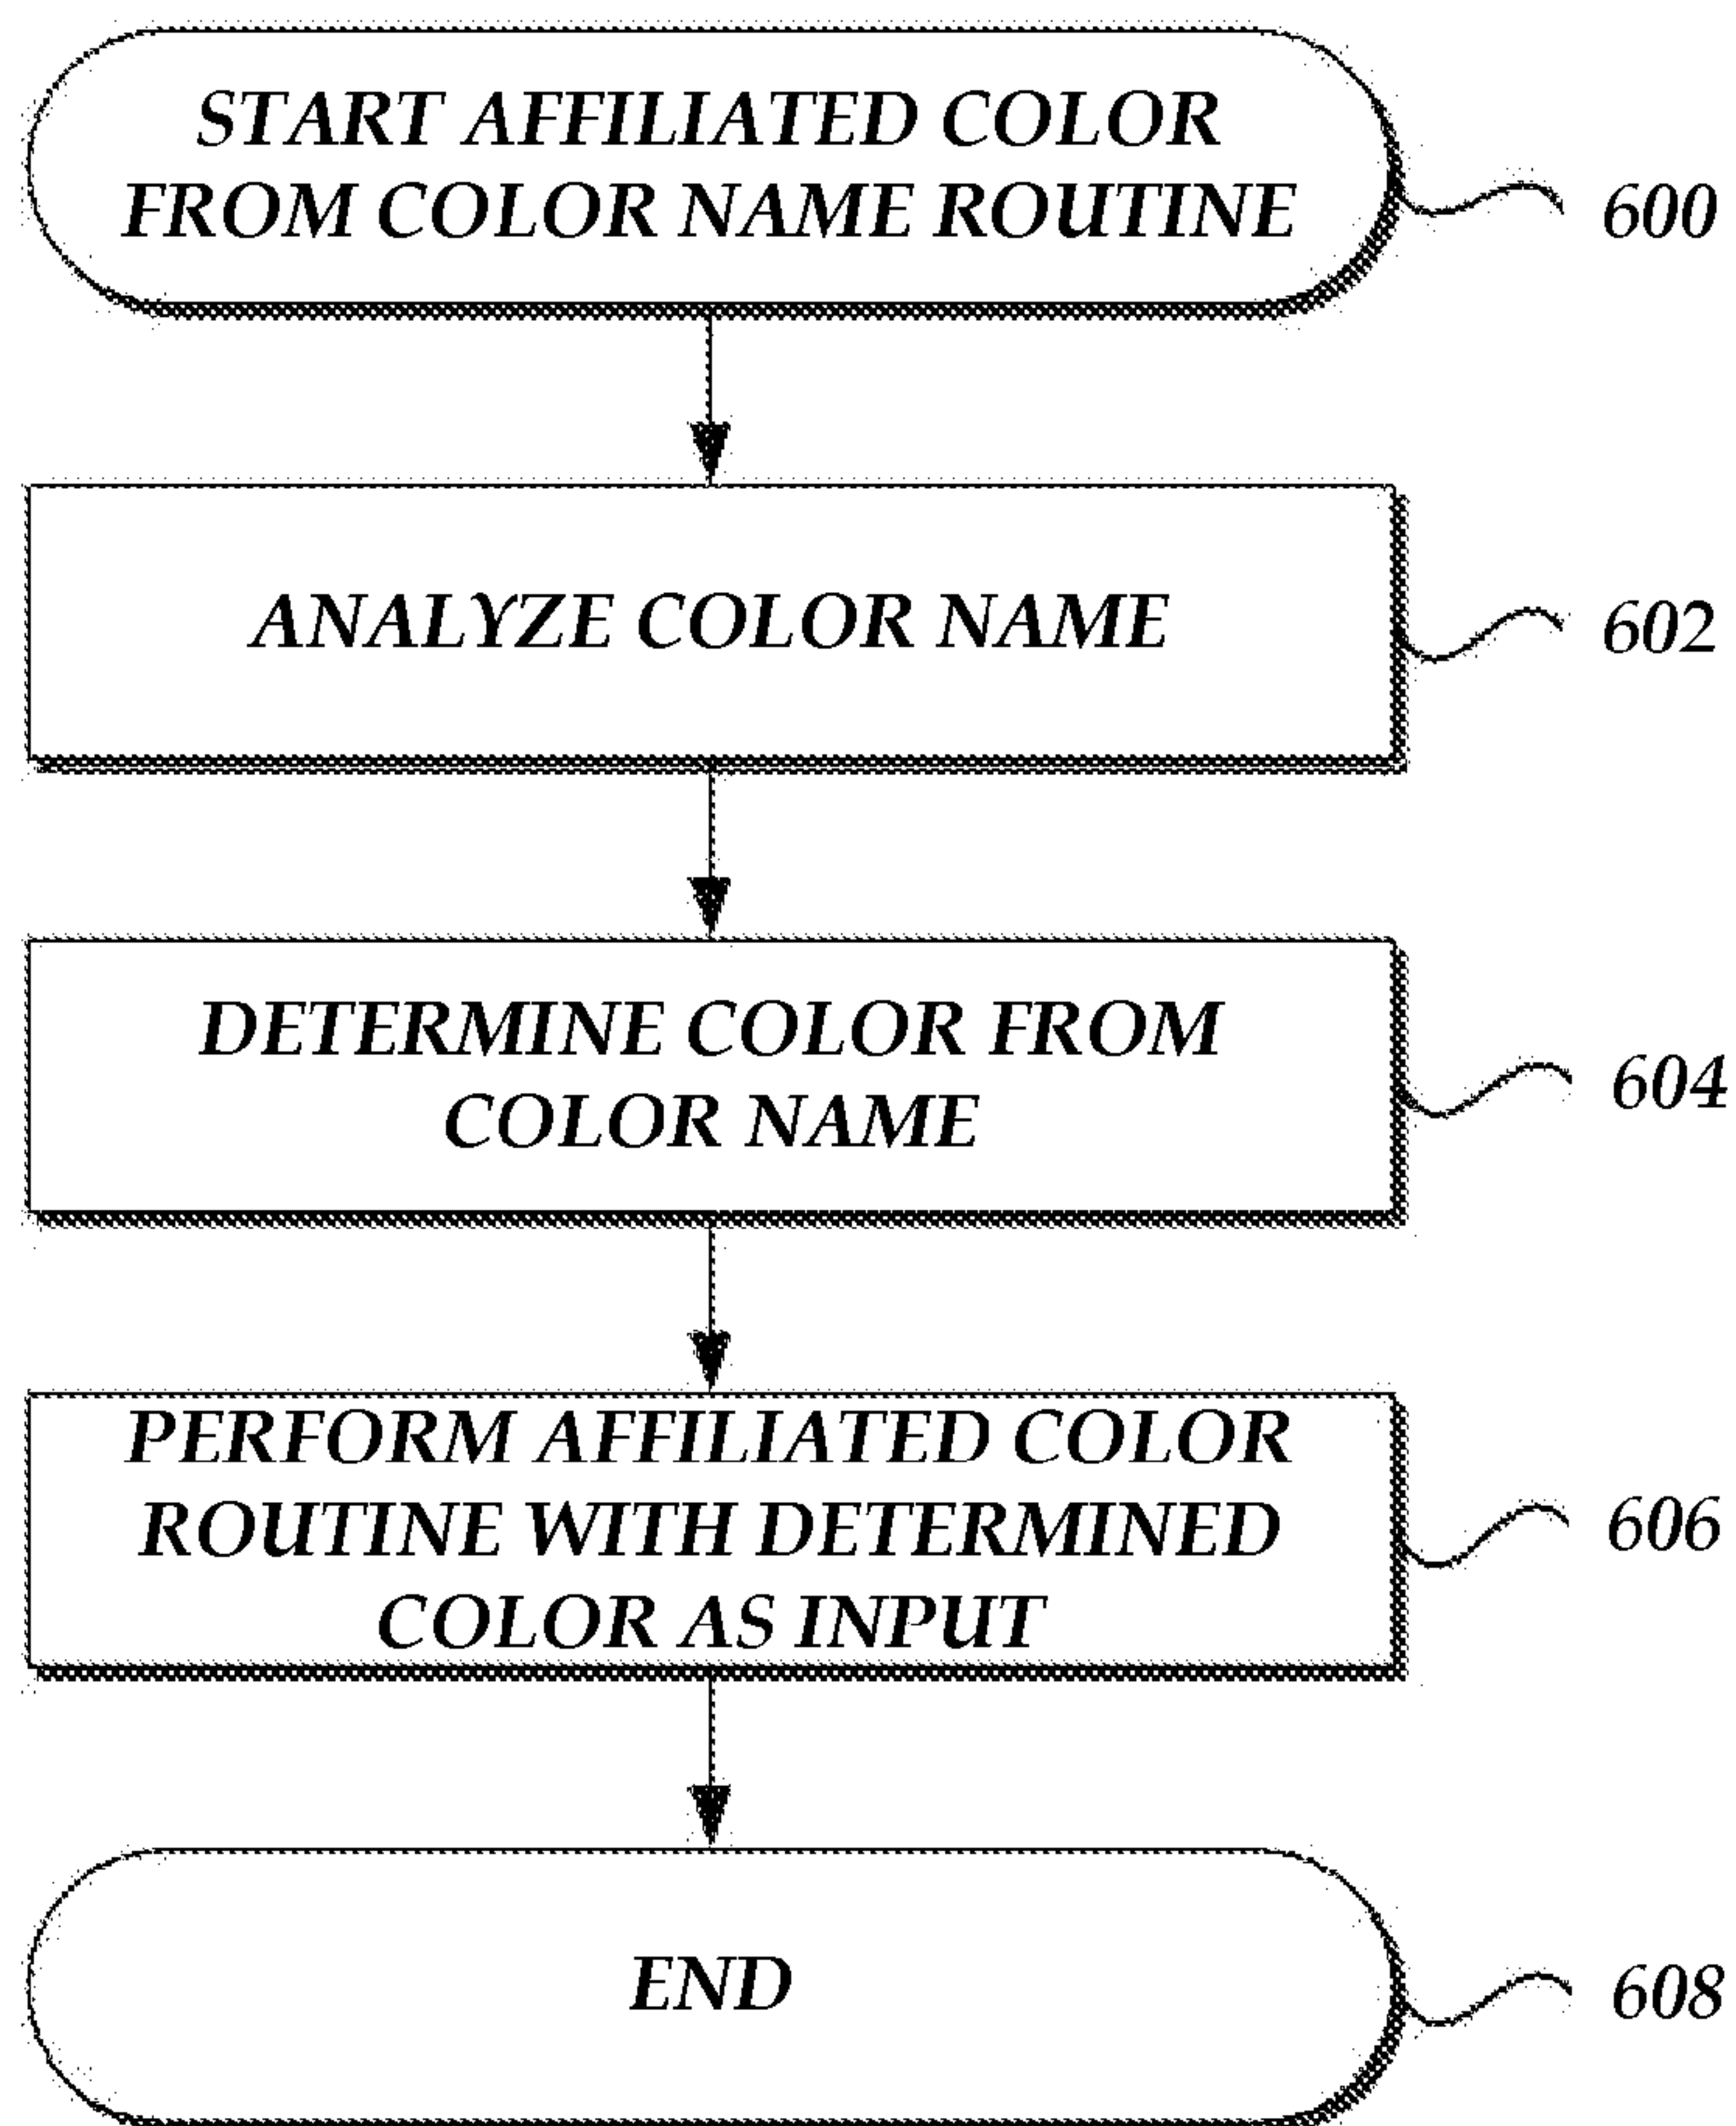 START AFFILIATED COLOR
FROM COLOR NAME ROUTINE
600
ANALYZE COLOR NAME
602
DETERMINE COLOR FROM
COLOR NAME
604
PERFORM AFFILIATED COLOR
ROUTINE WITH DETERMINED
COLOR AS INPUT
606
END
608